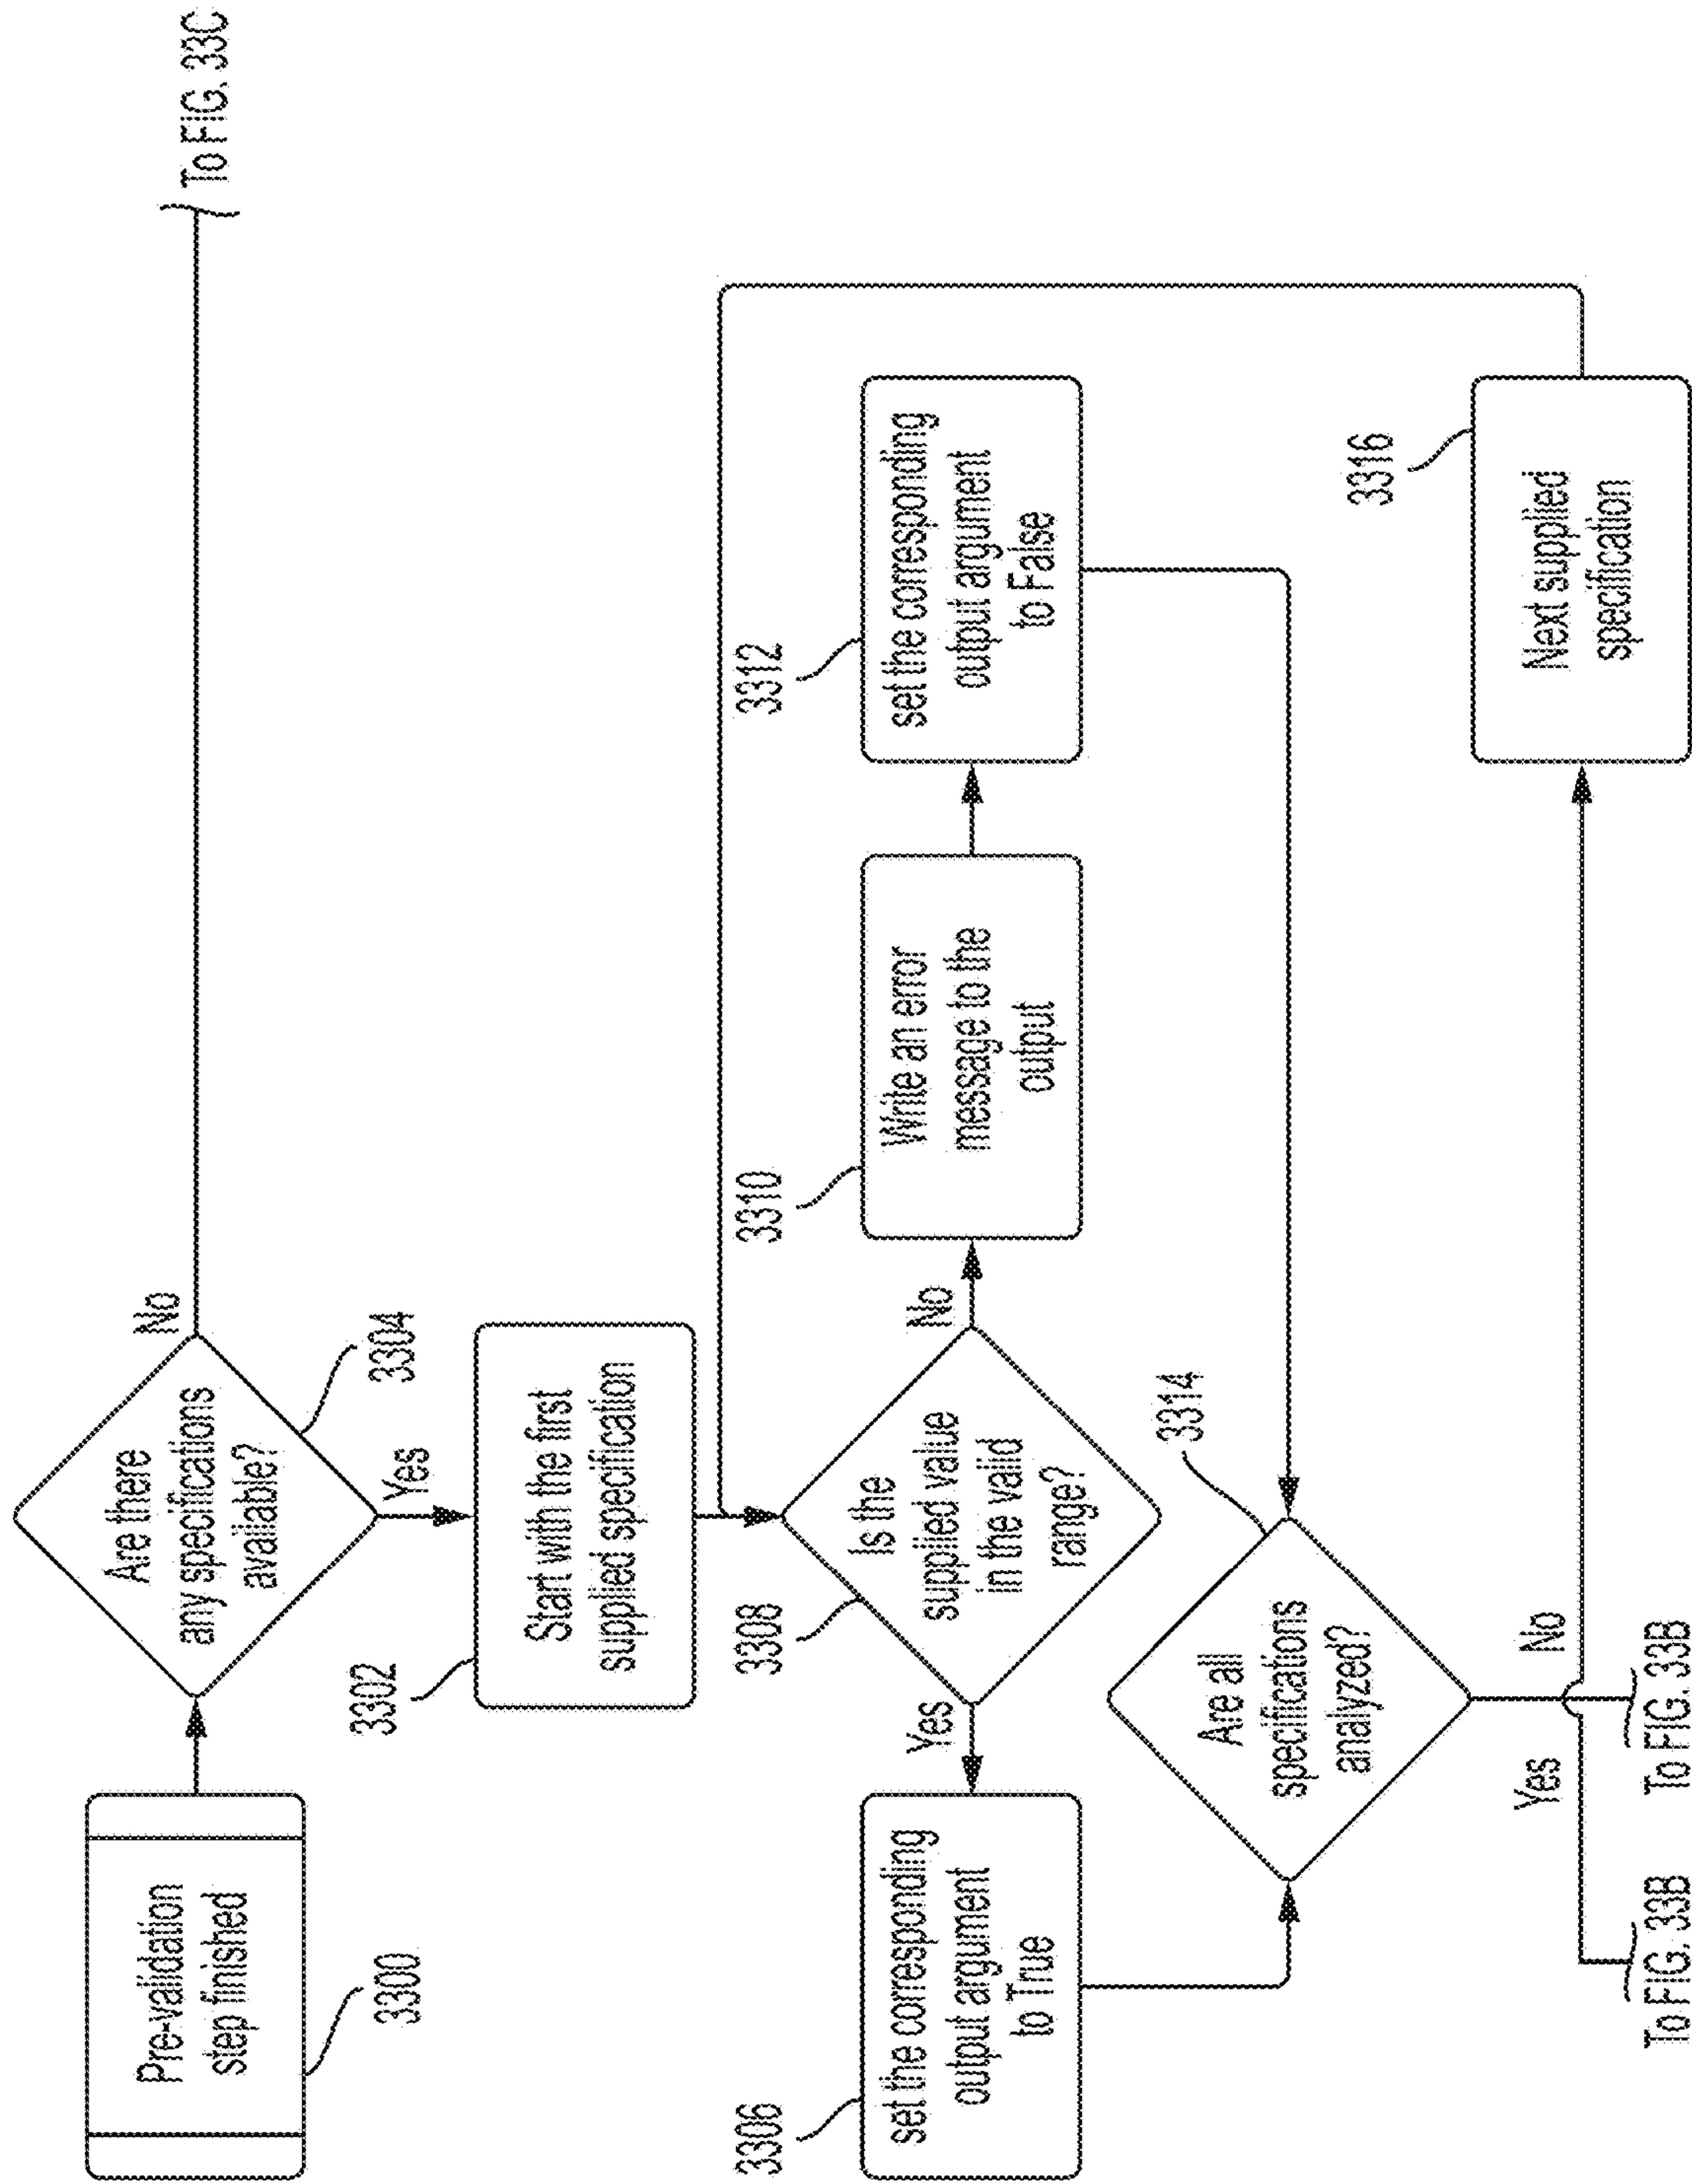 Pre-validation
step finished
3300
Are there
any specifications
available?
3304
No
To FIG. 33C
Yes
3302
Start with the first
supplied specification
3308
Is the
supplied value
in the valid
range?
Yes
No
3306
set the corresponding
output argument
to True
3310
Write an error
message to the
output
3312
set the corresponding
output argument
to False
3314
Are all
specifications
analyzed?
Yes
No
3316
Next supplied
specification
To FIG. 33B
To FIG. 33B